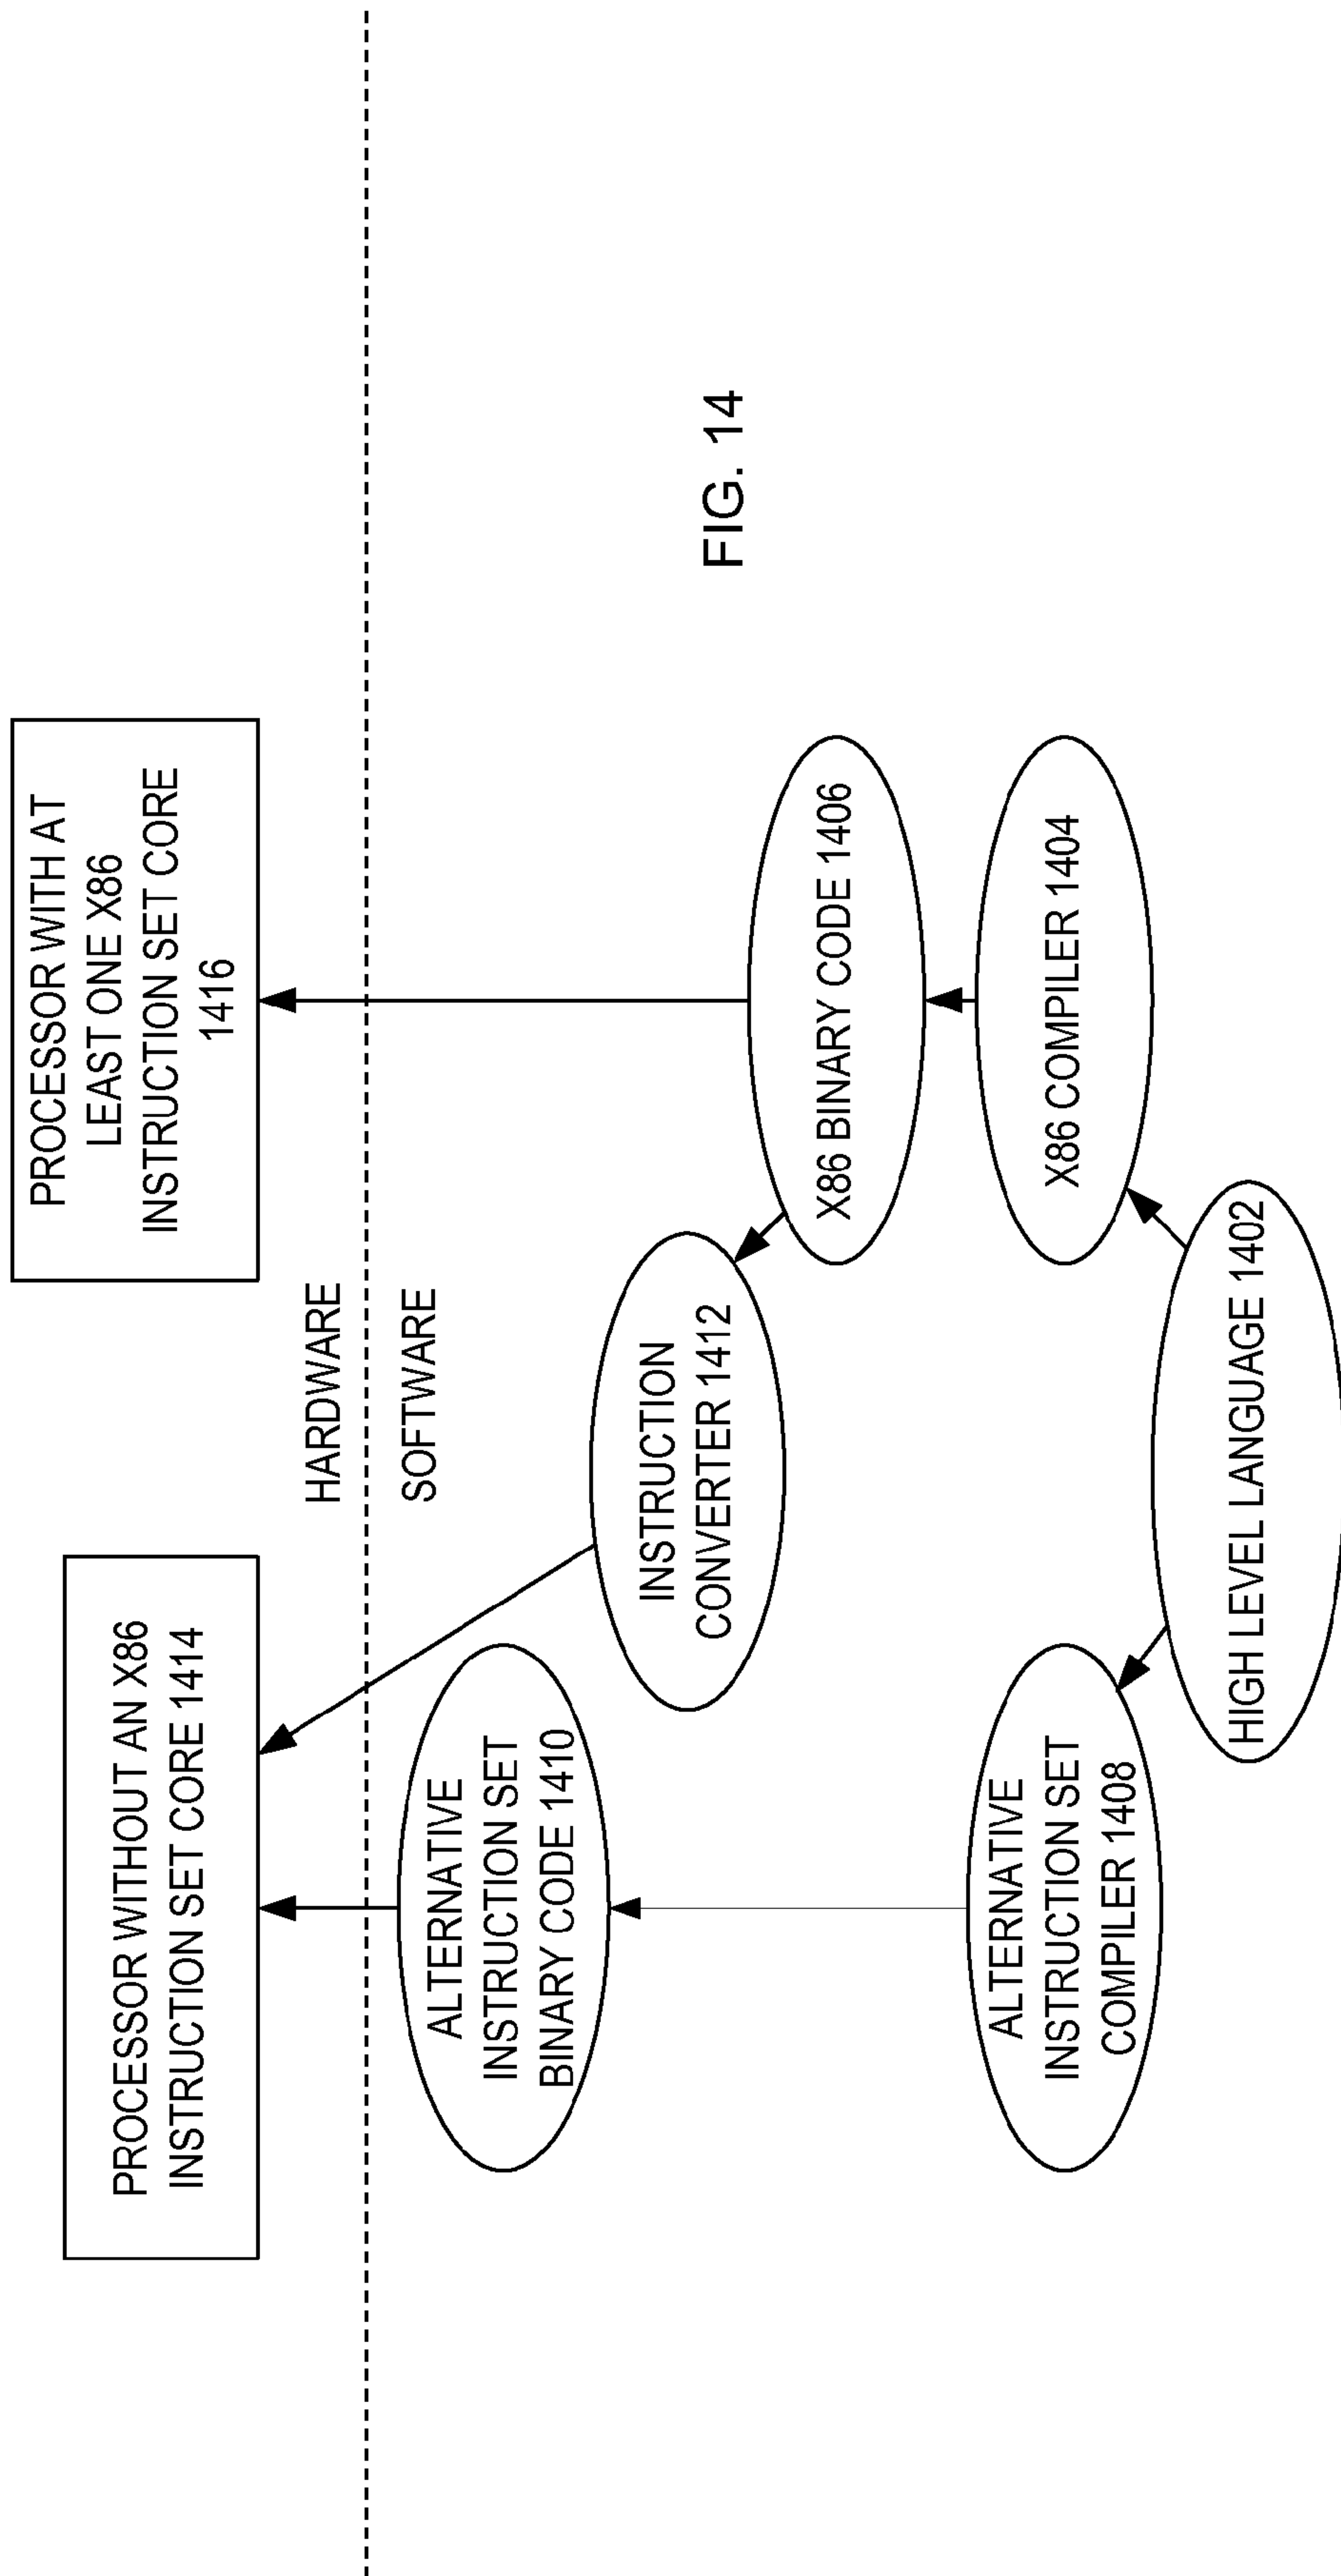 PROCESSOR WITHOUT AN X86
INSTRUCTION SET CORE 1414
PROCESSOR WITH AT
LEAST ONE X86
INSTRUCTION SET CORE
1416
HARDWARE
SOFTWARE
ALTERNATIVE
INSTRUCTION SET
BINARY CODE 1410
INSTRUCTION
CONVERTER 1412
X86 BINARY CODE 1406
ALTERNATIVE
INSTRUCTION SET
COMPILER 1408
X86 COMPILER 1404
HIGH LEVEL LANGUAGE 1402
FIG. 14